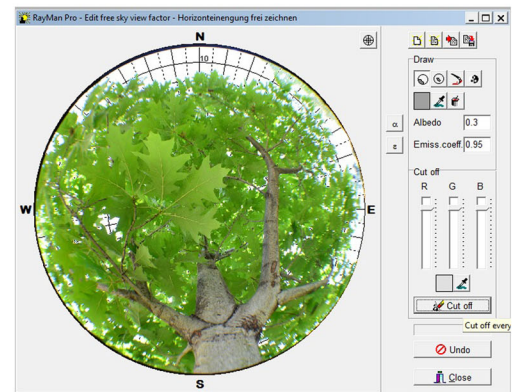 RayMan Pro - Edit free sky view factor - Horizonteinengung frei zeichnen
N
10
W
E
S
α
ε
Draw
Albedo 0.3
Emiss.coeff. 0.95
Cut off
R G B
Cut off
Cut off every
Undo
Close